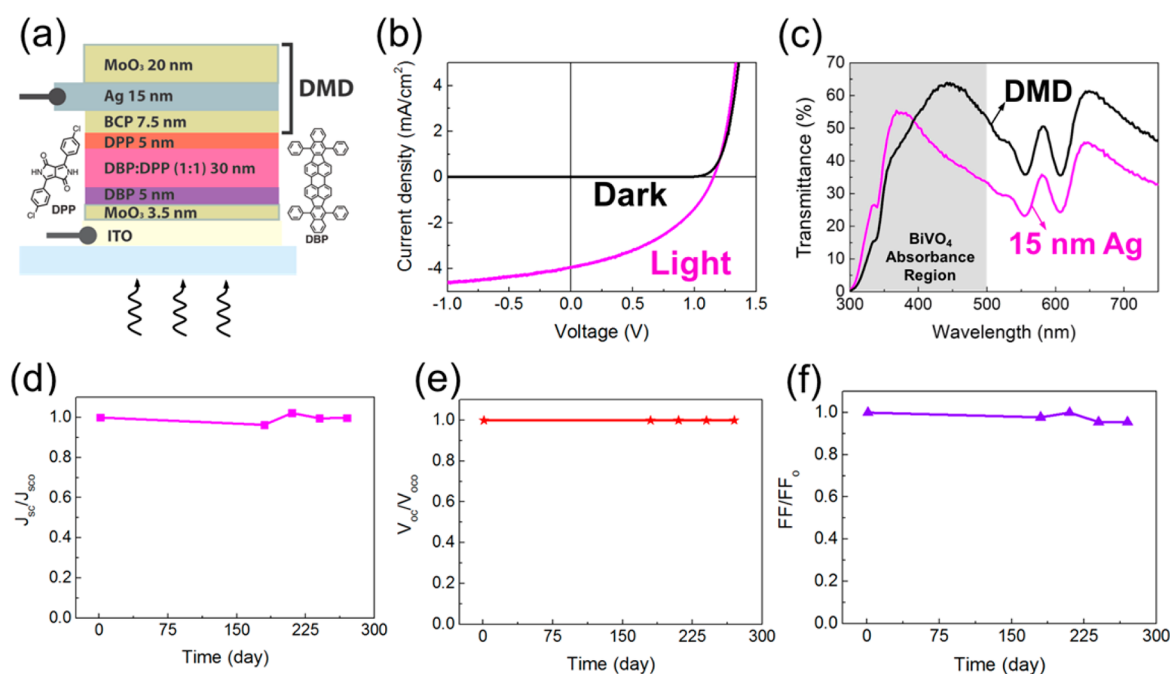 (a)
MoO₃ 20 nm
Ag 15 nm
BCP 7.5 nm
DMD
DPP 5 nm
DBP:DPP (1:1) 30 nm
DBP 5 nm
MoO₃ 3.5 nm
ITO
Cl
O
HN
NH
O
Cl
DPP
DBP
(b)
Current density (mA/cm²)
4
2
0
-2
-4
Dark
Light
-1.0 -0.5 0.0 0.5 1.0 1.5
Voltage (V)
(c)
Transmittance (%)
70
60
50
40
30
20
10
0
DMD
15 nm Ag
BiVO₄
Absorbance
Region
300 400 500 600 700
Wavelength (nm)
(d)
J_sc/J_sco
1.0
0.8
0.6
0.4
0.2
0.0
0 75 150 225 300
Time (day)
(e)
V_oc/V_oco
1.0
0.8
0.6
0.4
0.2
0.0
0 75 150 225 300
Time (day)
(f)
FF/FF_o
1.0
0.8
0.6
0.4
0.2
0.0
0 75 150 225 300
Time (day)